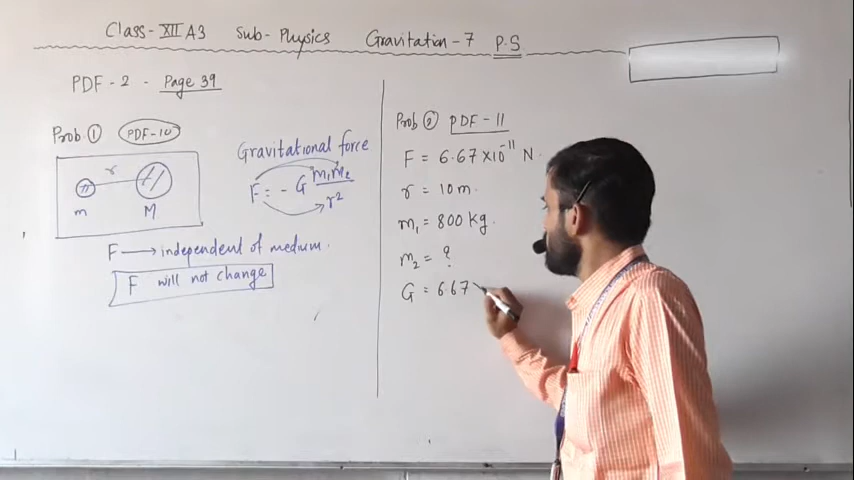 Class - XII A3 Sub - Physics Gravitation - 7 P.S
PDF - 2 - Page 39
Prob ① PDF-10
r
m M
Gravitational force
F = - G m₁m₂ / r²
F → independent of medium.
F will not change
Prob ② PDF - 11
F = 6.67 × 10⁻¹¹ N.
r = 10 m.
m₁ = 800 kg.
m₂ = ?
G = 6.67